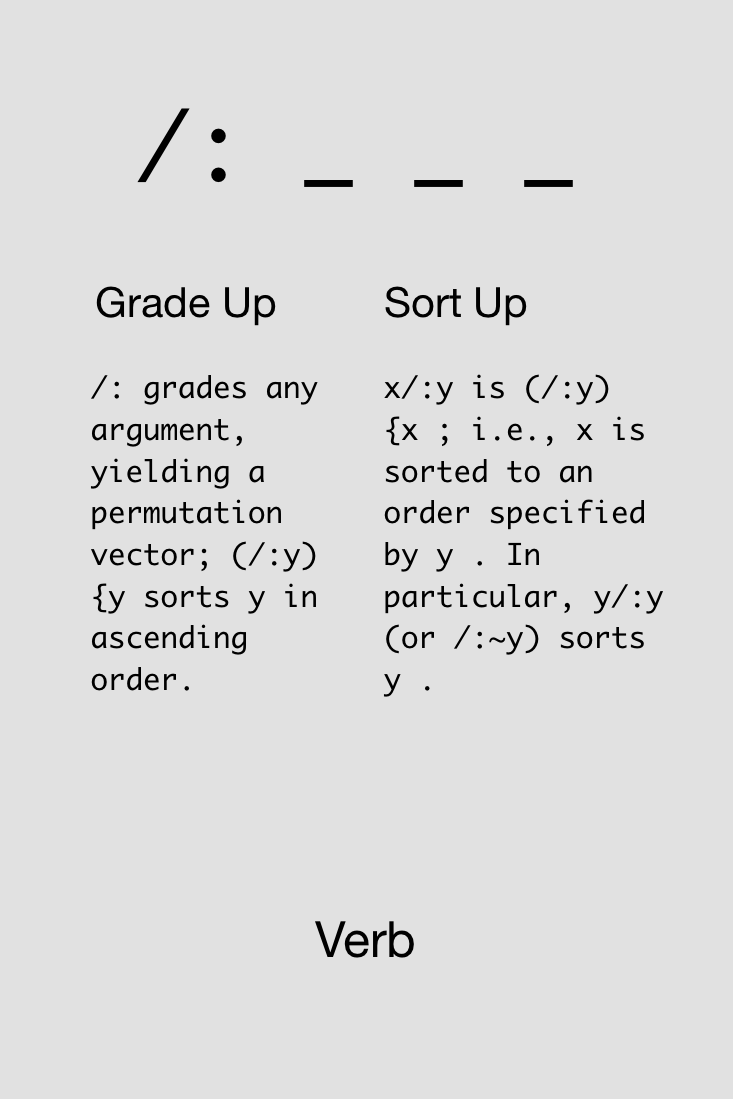 /: _ _ _
Grade Up
/: grades any
argument,
yielding a
permutation
vector; (/:y)
{y sorts y in
ascending
order.
Sort Up
x/:y is (/:y)
{x ; i.e., x is
sorted to an
order specified
by y . In
particular, y/:y
(or /:~y) sorts
y .
Verb